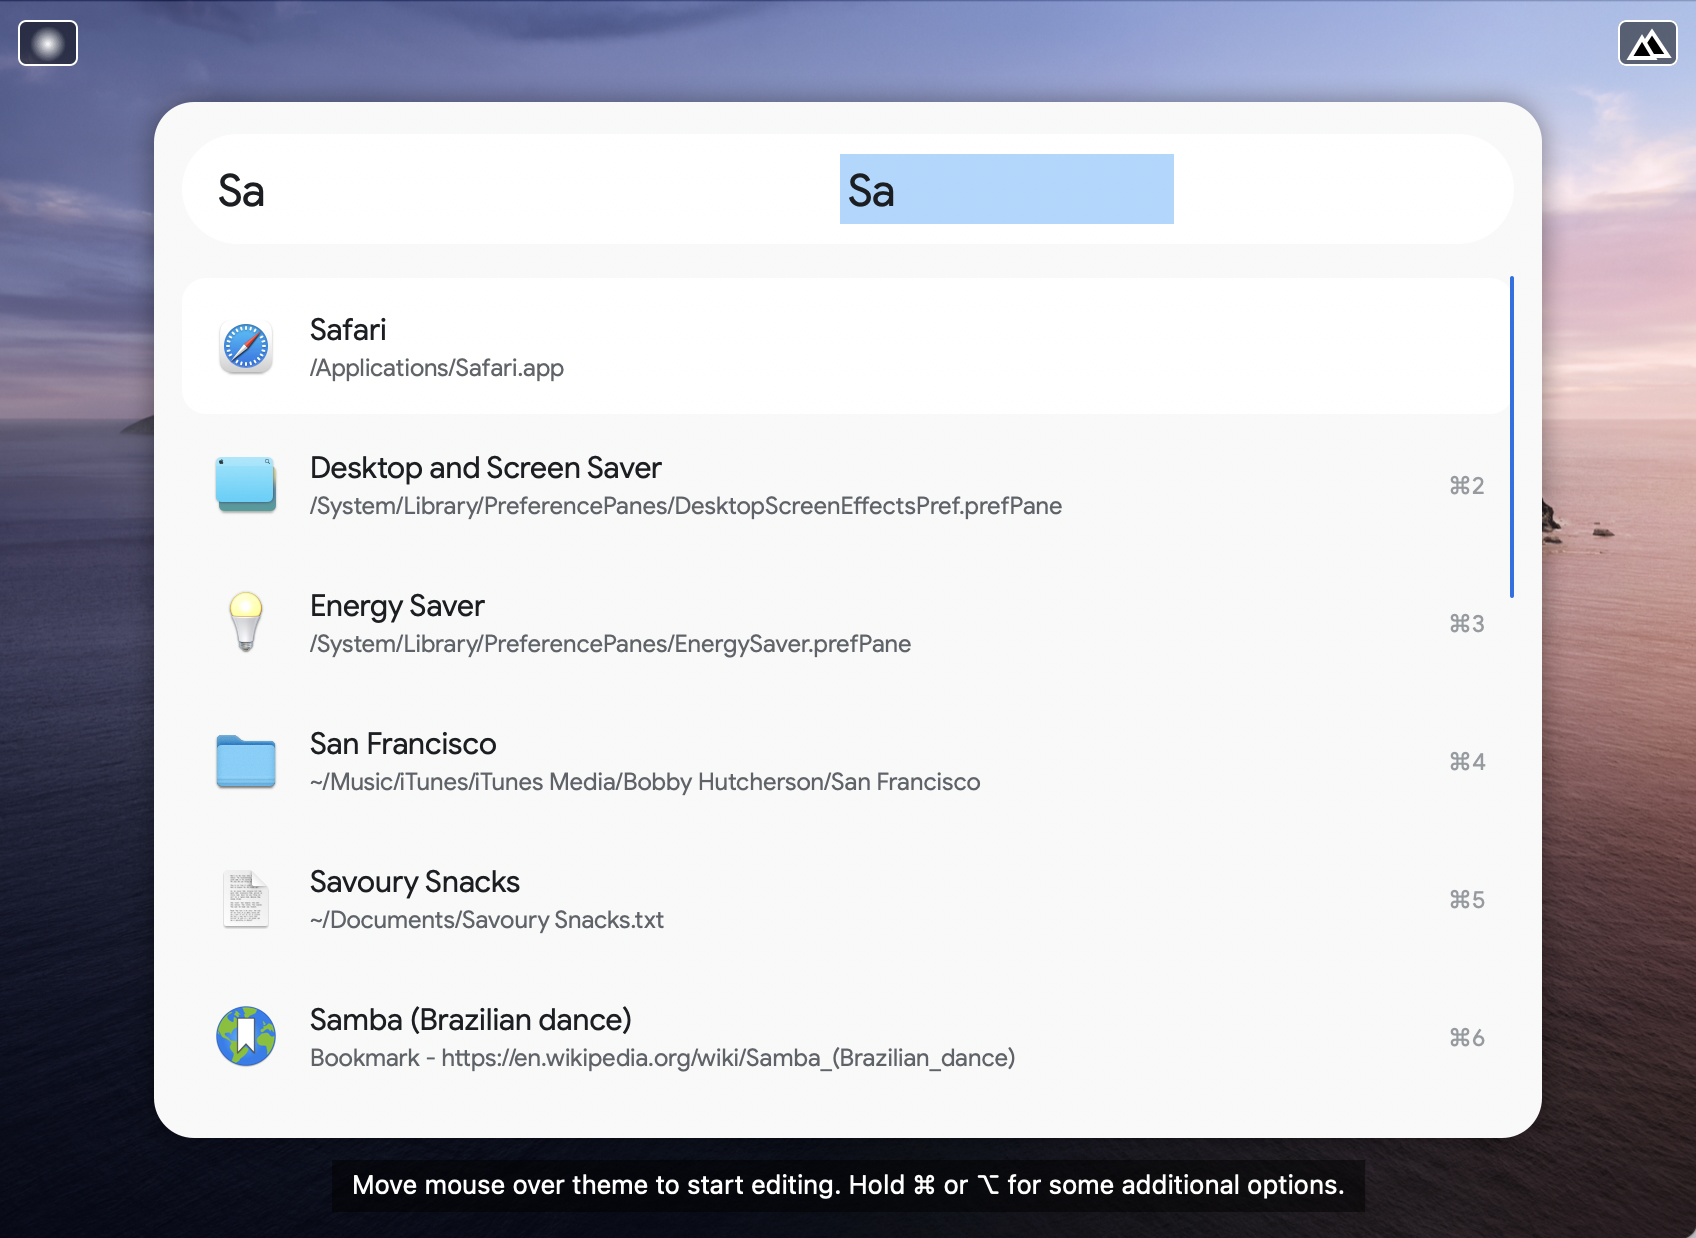 Sa Sa
Safari
/Applications/Safari.app
Desktop and Screen Saver
/System/Library/PreferencePanes/DesktopScreenEffectsPref.prefPane
⌘2
Energy Saver
/System/Library/PreferencePanes/EnergySaver.prefPane
⌘3
San Francisco
~/Music/iTunes/iTunes Media/Bobby Hutcherson/San Francisco
⌘4
Savoury Snacks
~/Documents/Savoury Snacks.txt
⌘5
Samba (Brazilian dance)
Bookmark - https://en.wikipedia.org/wiki/Samba_(Brazilian_dance)
⌘6
Move mouse over theme to start editing. Hold ⌘ or ⌥ for some additional options.